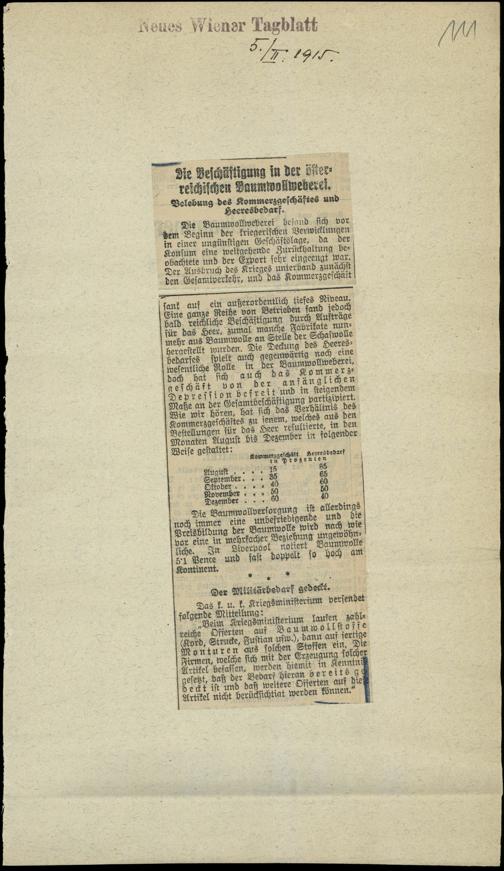 Neues Wiener Tagblatt
5./II. 1915.
Die Beschäftigung in der öster-
reichischen Baumwollweberei.
Belebung des Kommerzgeschäftes und
Heeresbedarf.
Die Baumwollweberei befand sich vor
dem Beginn der kriegerischen Verwicklungen
in einer ungünstigen Geschäftslage, da der
Konsum eine weitgehende Zurückhaltung be-
obachtete und der Export sehr eingeengt war.
Der Ausbruch des Krieges unterband zunächst
den Gesamtverkehr, und das Kommerzgeschäft
sank auf ein außerordentlich tiefes Niveau.
Eine ganze Reihe von Betrieben fand jedoch
bald reichliche Beschäftigung durch Aufträge
für das Heer, zumal manche Fabrikate nun-
mehr aus Baumwolle an Stelle der Schafwolle
hergestellt wurden. Die Deckung des Heeres-
bedarfes spielt auch gegenwärtig noch eine
wesentliche Rolle in der Baumwollweberei,
doch hat sich auch das Kommerz-
geschäft von der anfänglichen
Depression befreit und in steigendem
Maße an der Gesamtbeschäftigung partizipiert.
Wie wir hören, hat sich das Verhältnis des
Kommerzgeschäftes zu jenem, welches aus den
Bestellungen für das Heer resultierte, in den
Monaten August bis Dezember in folgender
Weise gestaltet:
Kommerzgeschäft Heeresbedarf
in Prozenten
August . . . . 15 85
September . . . . 35 65
Oktober . . . . 40 60
November . . . . 50 50
Dezember . . . . 60 40
Die Baumwollversorgung ist allerdings
noch immer eine unbefriedigende und die
Preisbildung der Baumwolle wird nach wie
vor eine in mehrfacher Beziehung ungewöhn-
liche. In Liverpool notiert Baumwolle
5·1 Pence und fast doppelt so hoch am
Kontinent.
* * *
Der Militärbedarf gedeckt.
Das k. u. k. Kriegsministerium versendet
folgende Mitteilung:
„Beim Kriegsministerium laufen zahl-
reiche Offerten auf Baumwollstoffe
(Kord, Strucke, Fustian usw.), dann auf fertige
Monturen aus solchen Stoffen ein. Die
Firmen, welche sich mit der Erzeugung solcher
Artikel befassen, werden hiemit in Kenntnis
gesetzt, daß der Bedarf hieran bereits ge
deckt ist und daß weitere Offerten auf die
Artikel nicht berücksichtigt werden können."